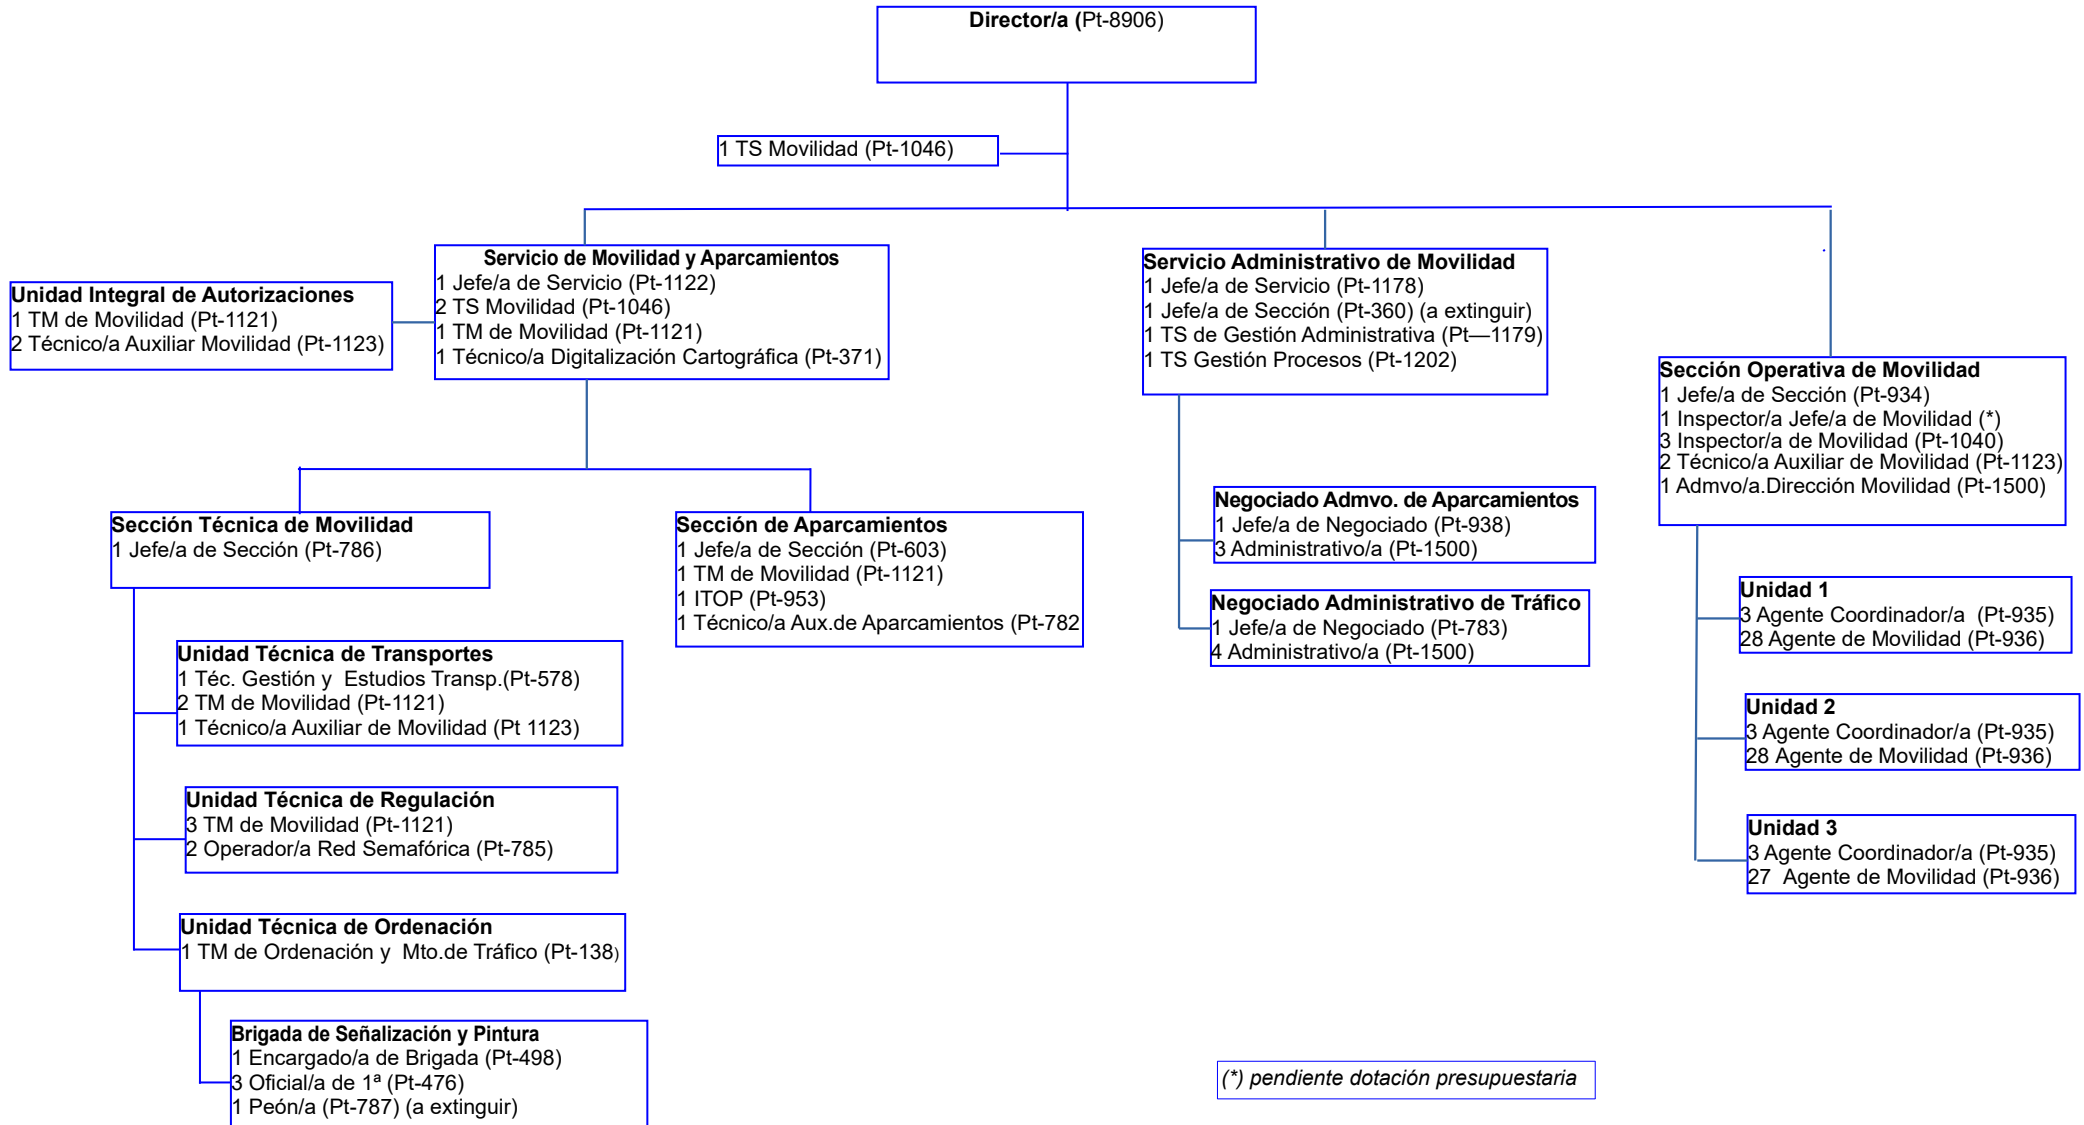 Director/a (Pt-8906)
1 TS Movilidad (Pt-1046)
Servicio de Movilidad y Aparcamientos
1 Jefe/a de Servicio (Pt-1122)
2 TS Movilidad (Pt-1046)
1 TM de Movilidad (Pt-1121)
1 Técnico/a Digitalización Cartográfica (Pt-371)
Unidad Integral de Autorizaciones
1 TM de Movilidad (Pt-1121)
2 Técnico/a Auxiliar Movilidad (Pt-1123)
Sección Técnica de Movilidad
1 Jefe/a de Sección (Pt-786)
Unidad Técnica de Transportes
1 Téc. Gestión y Estudios Transp.(Pt-578)
2 TM de Movilidad (Pt-1121)
1 Técnico/a Auxiliar de Movilidad (Pt 1123)
Unidad Técnica de Regulación
3 TM de Movilidad (Pt-1121)
2 Operador/a Red Semafórica (Pt-785)
Unidad Técnica de Ordenación
1 TM de Ordenación y Mto.de Tráfico (Pt-138)
Brigada de Señalización y Pintura
1 Encargado/a de Brigada (Pt-498)
3 Oficial/a de 1ª (Pt-476)
1 Peón/a (Pt-787) (a extinguir)
Sección de Aparcamientos
1 Jefe/a de Sección (Pt-603)
1 TM de Movilidad (Pt-1121)
1 ITOP (Pt-953)
1 Técnico/a Aux.de Aparcamientos (Pt-782
Servicio Administrativo de Movilidad
1 Jefe/a de Servicio (Pt-1178)
1 Jefe/a de Sección (Pt-360) (a extinguir)
1 TS de Gestión Administrativa (Pt—1179)
1 TS Gestión Procesos (Pt-1202)
Negociado Admvo. de Aparcamientos
1 Jefe/a de Negociado (Pt-938)
3 Administrativo/a (Pt-1500)
Negociado Administrativo de Tráfico
1 Jefe/a de Negociado (Pt-783)
4 Administrativo/a (Pt-1500)
Sección Operativa de Movilidad
1 Jefe/a de Sección (Pt-934)
1 Inspector/a Jefe/a de Movilidad (*)
3 Inspector/a de Movilidad (Pt-1040)
2 Técnico/a Auxiliar de Movilidad (Pt-1123)
1 Admvo/a.Dirección Movilidad (Pt-1500)
Unidad 1
3 Agente Coordinador/a (Pt-935)
28 Agente de Movilidad (Pt-936)
Unidad 2
3 Agente Coordinador/a (Pt-935)
28 Agente de Movilidad (Pt-936)
Unidad 3
3 Agente Coordinador/a (Pt-935)
27 Agente de Movilidad (Pt-936)
(*) pendiente dotación presupuestaria